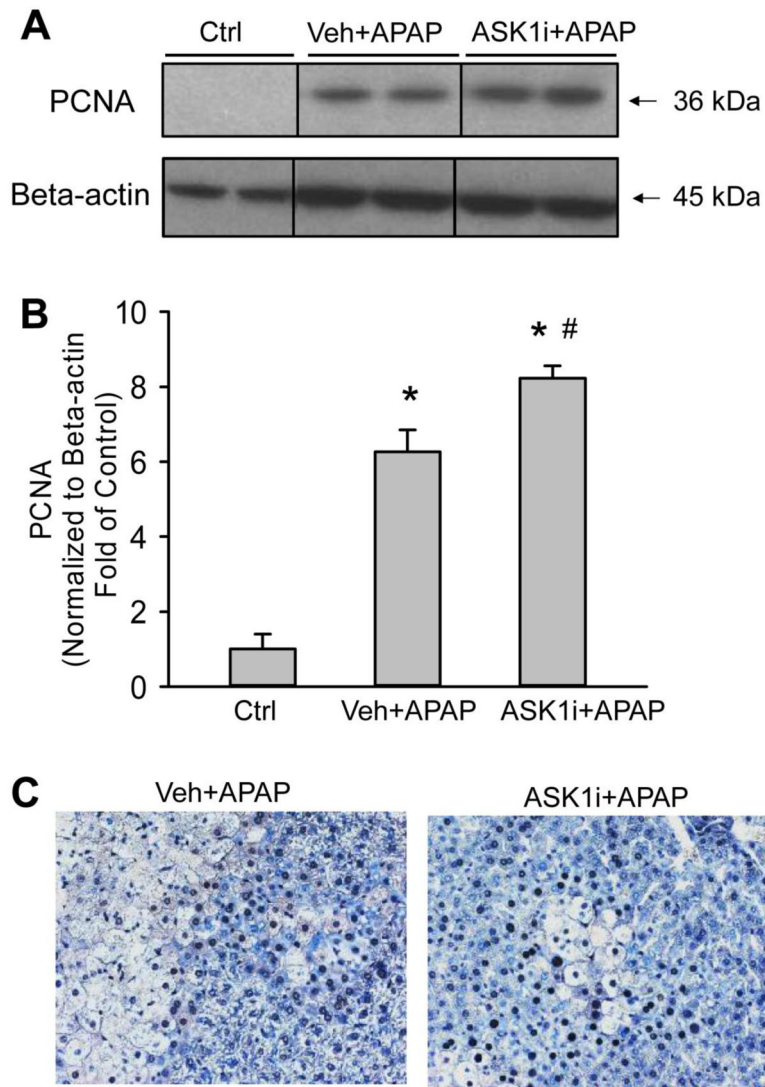 A
Ctrl Veh+APAP ASK1i+APAP
PCNA ← 36 kDa
Beta-actin ← 45 kDa
B
PCNA
(Normalized to Beta-actin
Fold of Control)
10
8
6
4
2
0
*
* #
Ctrl Veh+APAP ASK1i+APAP
C
Veh+APAP ASK1i+APAP